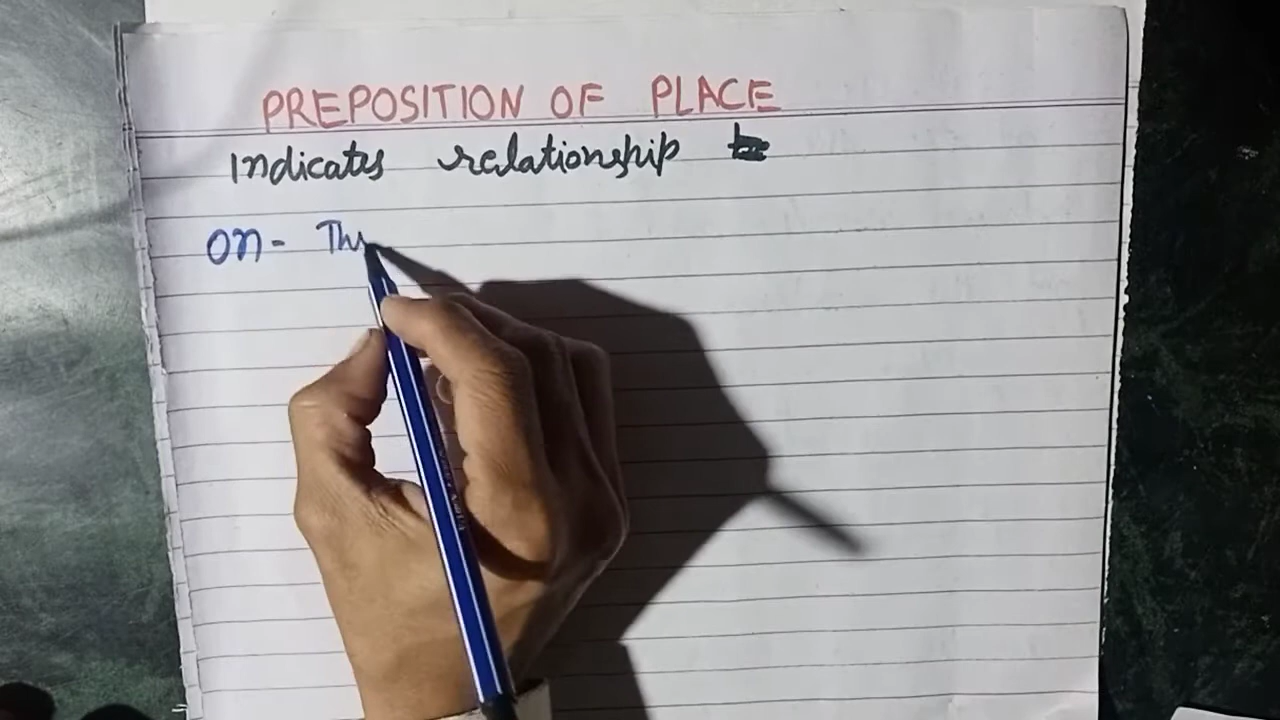 PREPOSITION OF PLACE
Indicates relationship
on- Th